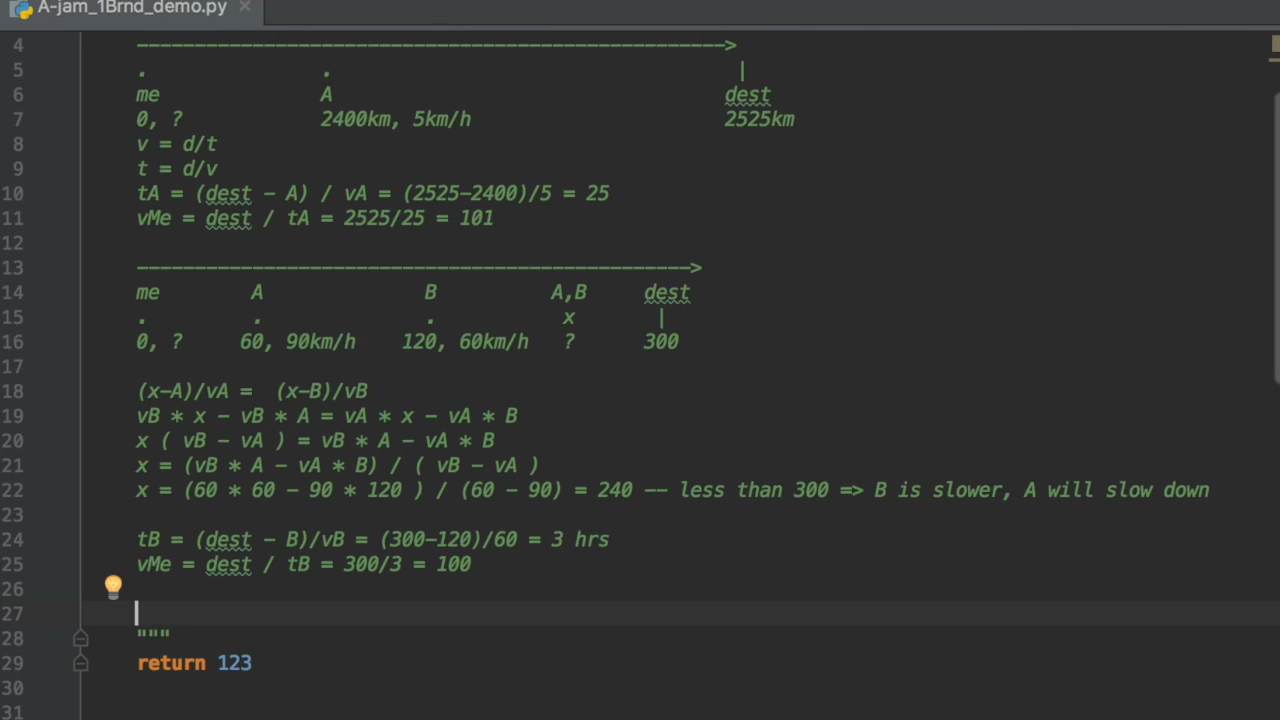 A-jam_1Brnd_demo.py ×
4 ---------------------------------------------------->
5 . . |
6 me A dest
7 0, ? 2400km, 5km/h 2525km
8 v = d/t
9 t = d/v
10 tA = (dest - A) / vA = (2525-2400)/5 = 25
11 vMe = dest / tA = 2525/25 = 101
12
13 ------------------------------------------------->
14 me A B A,B dest
15 . . . x |
16 0, ? 60, 90km/h 120, 60km/h ? 300
17
18 (x-A)/vA = (x-B)/vB
19 vB * x - vB * A = vA * x - vA * B
20 x ( vB - vA ) = vB * A - vA * B
21 x = (vB * A - vA * B) / ( vB - vA )
22 x = (60 * 60 - 90 * 120 ) / (60 - 90) = 240 -- less than 300 => B is slower, A will slow down
23
24 tB = (dest - B)/vB = (300-120)/60 = 3 hrs
25 vMe = dest / tB = 300/3 = 100
26
27
28 """
29 return 123
30
31